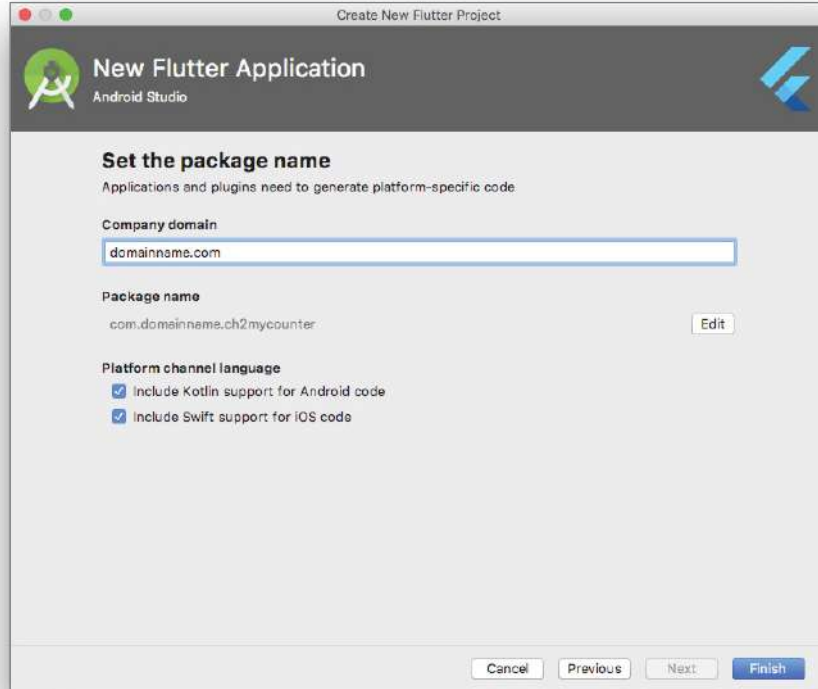 Create New Flutter Project
New Flutter Application
Android Studio
Set the package name
Applications and plugins need to generate platform-specific code
Company domain
domainname.com
Package name
com.domainname.ch2mycounter
Edit
Platform channel language
Include Kotlin support for Android code
Include Swift support for iOS code
Cancel
Previous
Next
Finish